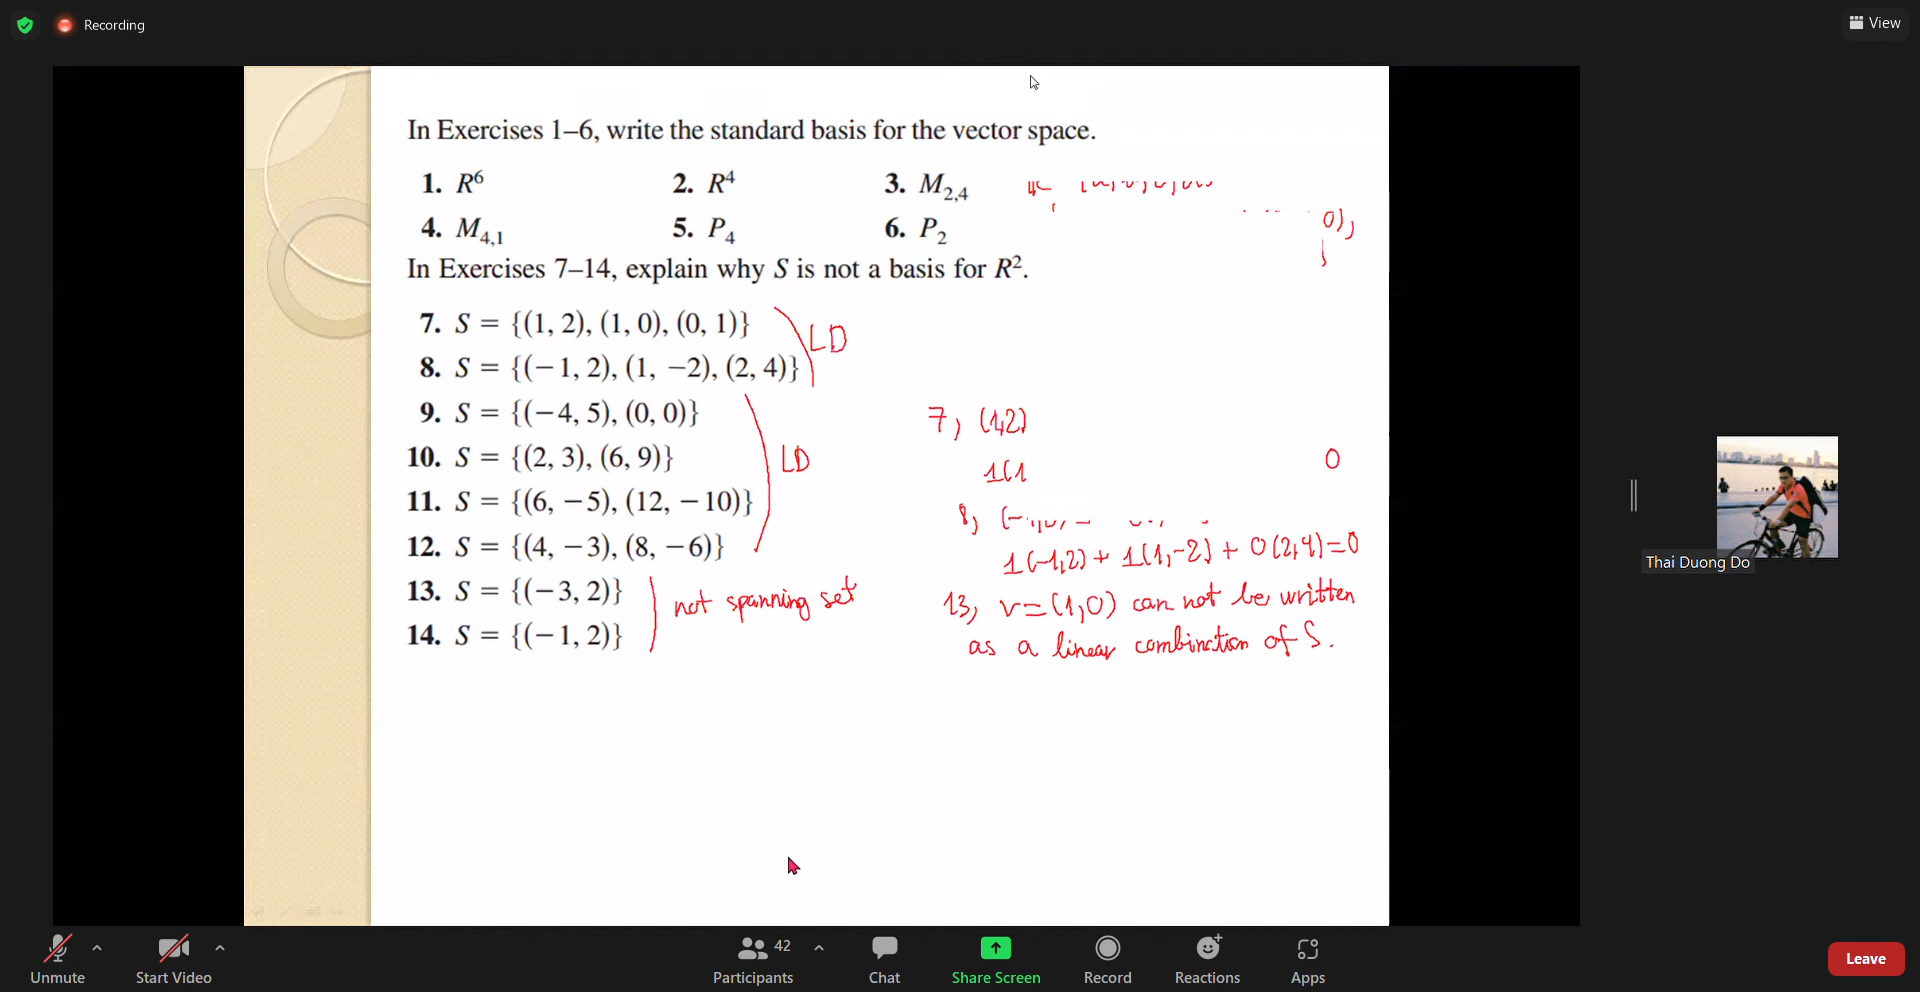 Recording
View
In Exercises 1–6, write the standard basis for the vector space.
1. R⁶ 2. R⁴ 3. M₂,₄
4. M₄,₁ 5. P₄ 6. P₂
0),
In Exercises 7–14, explain why S is not a basis for R².
7. S = {(1, 2), (1, 0), (0, 1)}
LD
8. S = {(−1, 2), (1, −2), (2, 4)}
9. S = {(−4, 5), (0, 0)}
10. S = {(2, 3), (6, 9)}
LD
11. S = {(6, −5), (12, −10)}
12. S = {(4, −3), (8, −6)}
13. S = {(−3, 2)}
not spanning set
14. S = {(−1, 2)}
7, (1,2)
1(1
0
8,
1(-1,2) + 1(1,-2) + 0(2,4)=0
13, v=(1,0) can not be written
as a linear combination of S.
Thai Duong Do
Unmute
Start Video
42
Participants
Chat
Share Screen
Record
Reactions
Apps
Leave